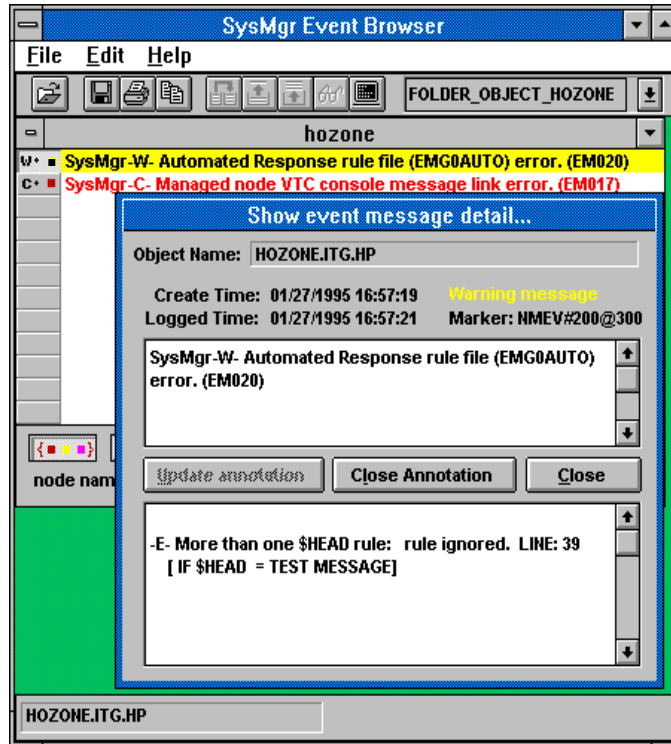 SysMgr Event Browser
File Edit Help
FOLDER_OBJECT_HOZONE
hozone
W+ SysMgr-W- Automated Response rule file (EMG0AUTO) error. (EM020)
C+ SysMgr-C- Managed node VTC console message link error. (EM017)
Show event message detail...
Object Name: HOZONE.ITG.HP
Create Time: 01/27/1995 16:57:19 Warning message
Logged Time: 01/27/1995 16:57:21 Marker: NMEV#200@300
SysMgr-W- Automated Response rule file (EMG0AUTO)
error. (EM020)
Update annotation Close Annotation Close
node nam
-E- More than one $HEAD rule: rule ignored. LINE: 39
[ IF $HEAD = TEST MESSAGE]
HOZONE.ITG.HP